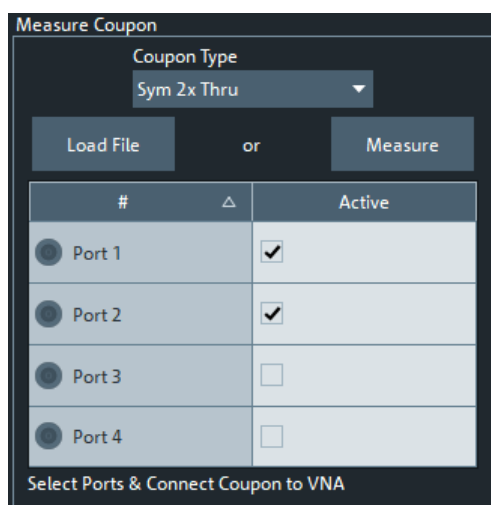 Measure Coupon
Coupon Type
Sym 2x Thru
Load File or Measure
# Active
Port 1
Port 2
Port 3
Port 4
Select Ports & Connect Coupon to VNA